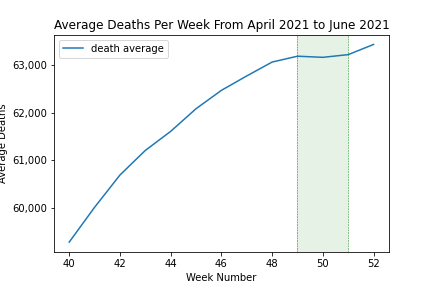 Average Deaths Per Week From April 2021 to June 2021
death average
63,000
62,000
61,000
60,000
Average Deaths
40
42
44
46
48
50
52
Week Number